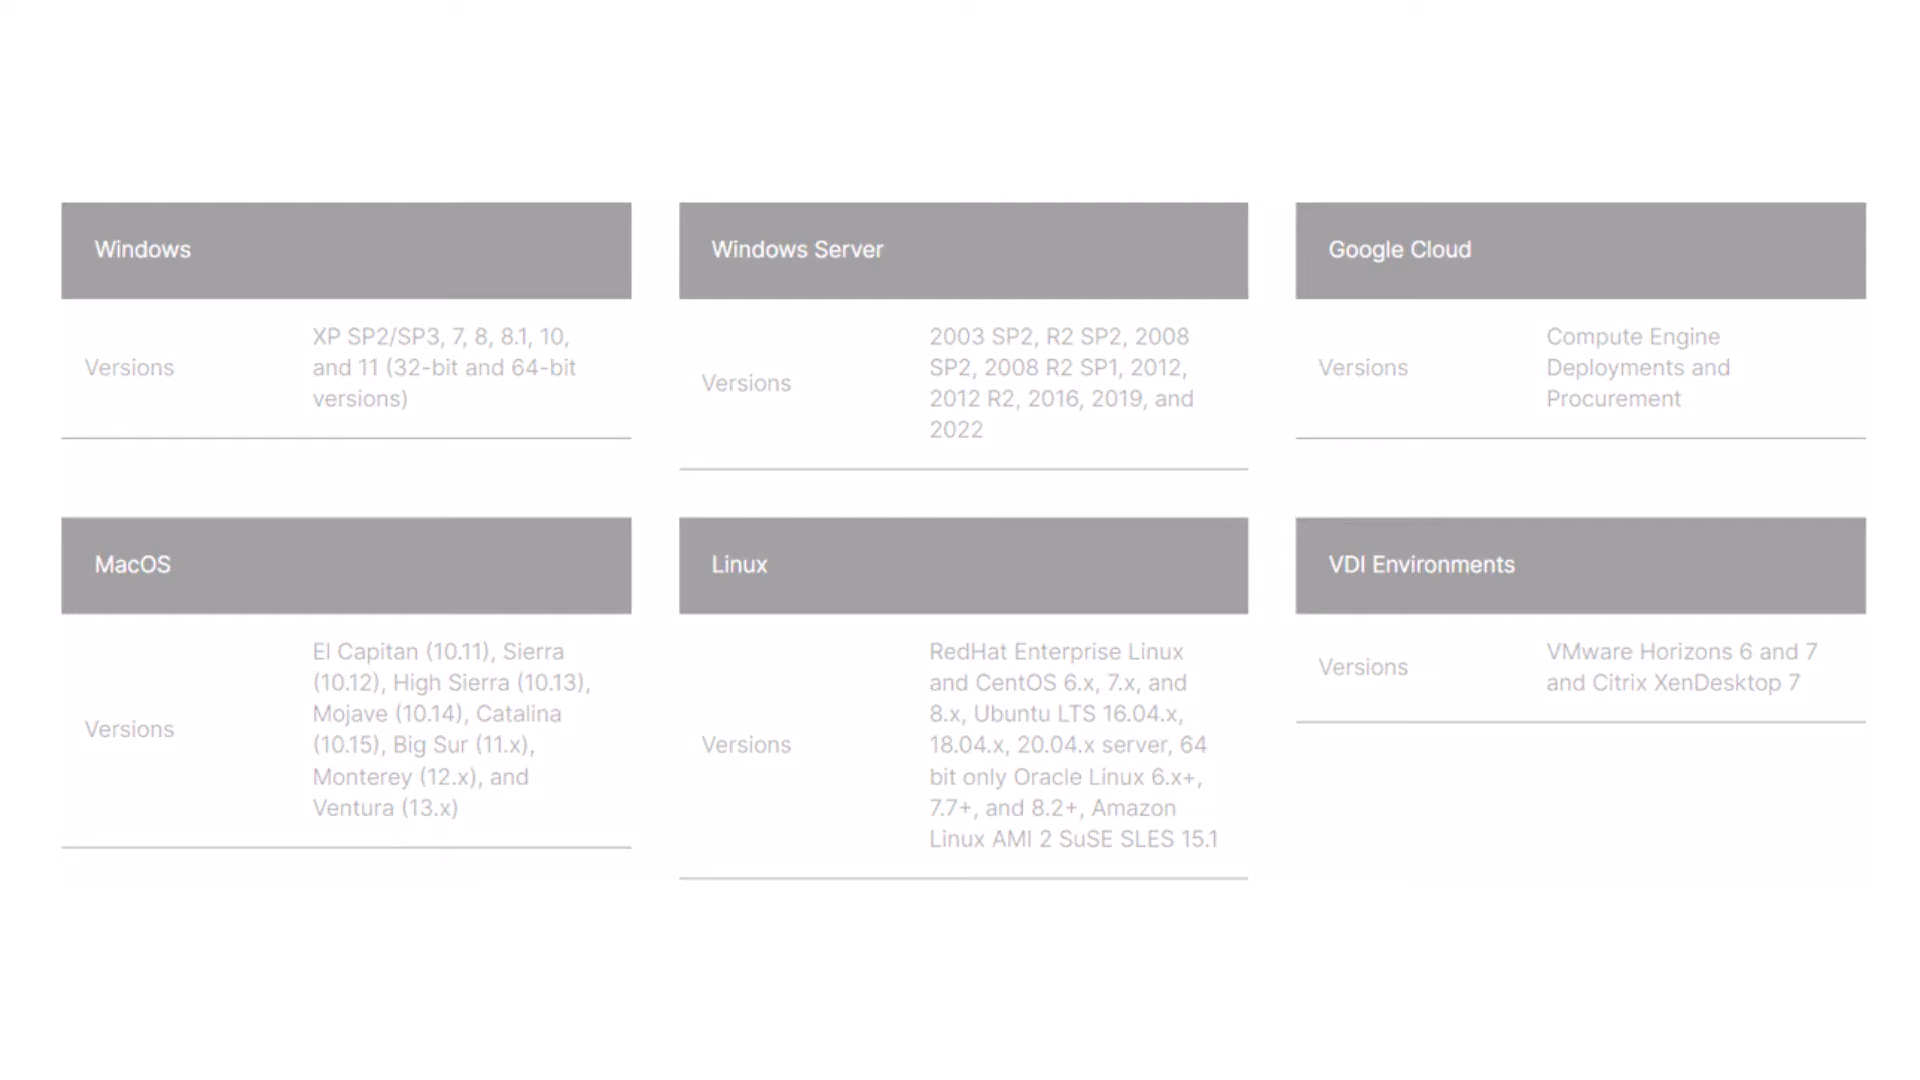 Windows
Versions
XP SP2/SP3, 7, 8, 8.1, 10,
and 11 (32-bit and 64-bit
versions)
Windows Server
Versions
2003 SP2, R2 SP2, 2008
SP2, 2008 R2 SP1, 2012,
2012 R2, 2016, 2019, and
2022
Google Cloud
Versions
Compute Engine
Deployments and
Procurement
MacOS
Versions
El Capitan (10.11), Sierra
(10.12), High Sierra (10.13),
Mojave (10.14), Catalina
(10.15), Big Sur (11.x),
Monterey (12.x), and
Ventura (13.x)
Linux
Versions
RedHat Enterprise Linux
and CentOS 6.x, 7.x, and
8.x, Ubuntu LTS 16.04.x,
18.04.x, 20.04.x server, 64
bit only Oracle Linux 6.x+,
7.7+, and 8.2+, Amazon
Linux AMI 2 SuSE SLES 15.1
VDI Environments
Versions
VMware Horizons 6 and 7
and Citrix XenDesktop 7